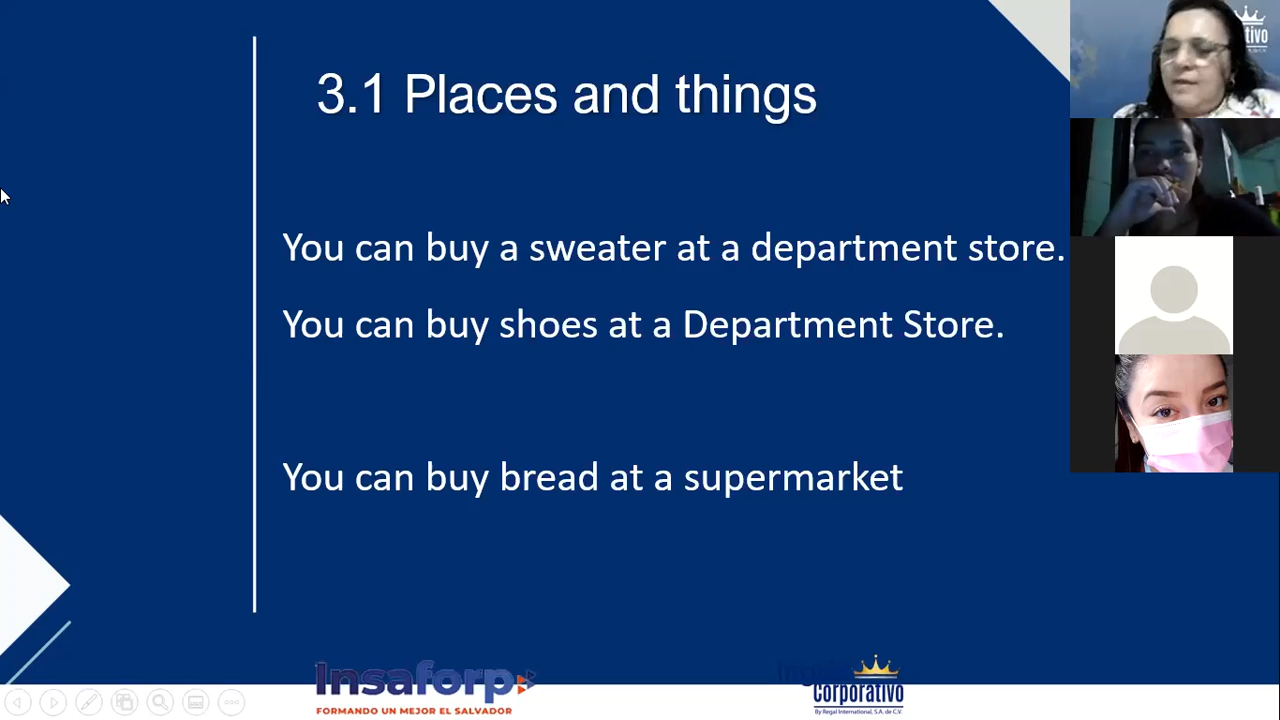 3.1 Places and things
You can buy a sweater at a department store.
You can buy shoes at a Department Store.
You can buy bread at a supermarket
Insaforp
FORMANDO UN MEJOR EL SALVADOR
Corporativo
By Regal International, S.A. de C.V.
tivo